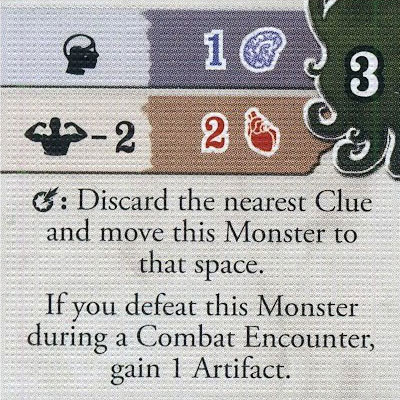 1
3
-2 2
: Discard the nearest Clue
and move this Monster to
that space.
If you defeat this Monster
during a Combat Encounter,
gain 1 Artifact.